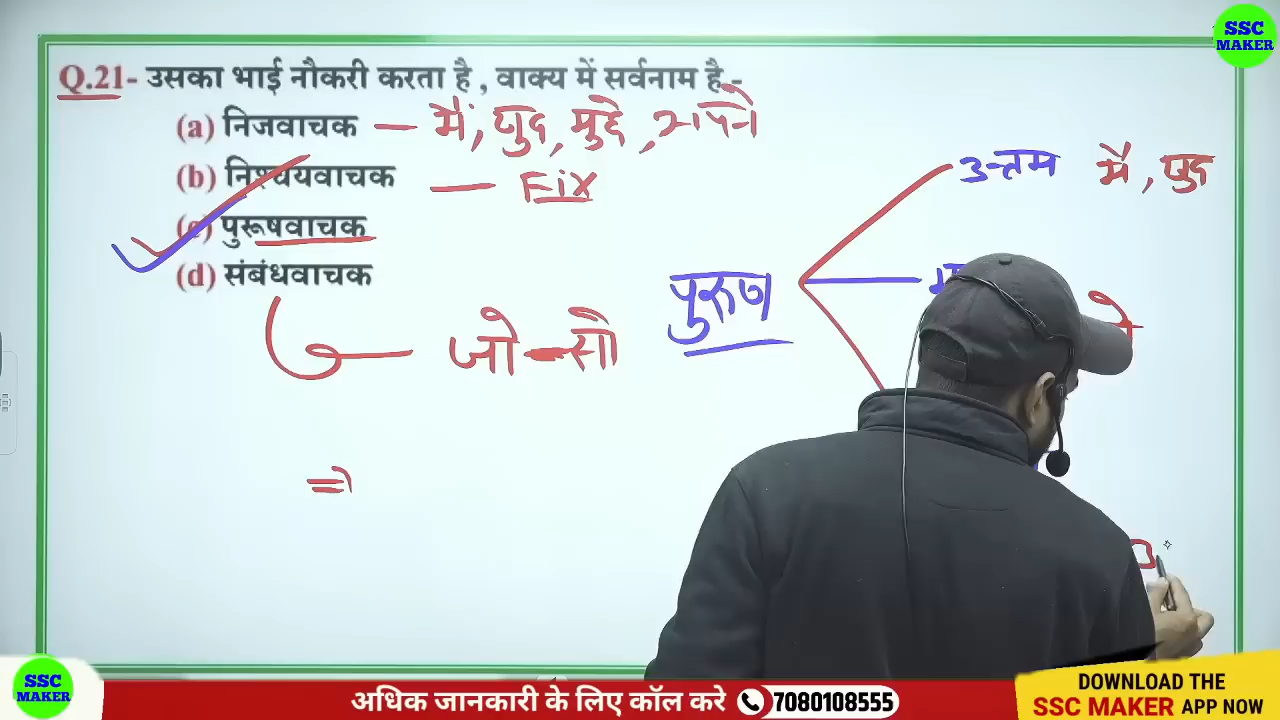 SSC
MAKER
Q.21- उसका भाई नौकरी करता है , वाक्य में सर्वनाम है -
(a) निजवाचक — मैं, खुद, मुझे, अपने
(b) निश्चयवाचक — Fix
(c) पुरूषवाचक
(d) संबंधवाचक
जो - सो
पुरुष
उत्तम मै , खुद
⇒
SSC
MAKER
अधिक जानकारी के लिए कॉल करे 7080108555
DOWNLOAD THE
SSC MAKER APP NOW